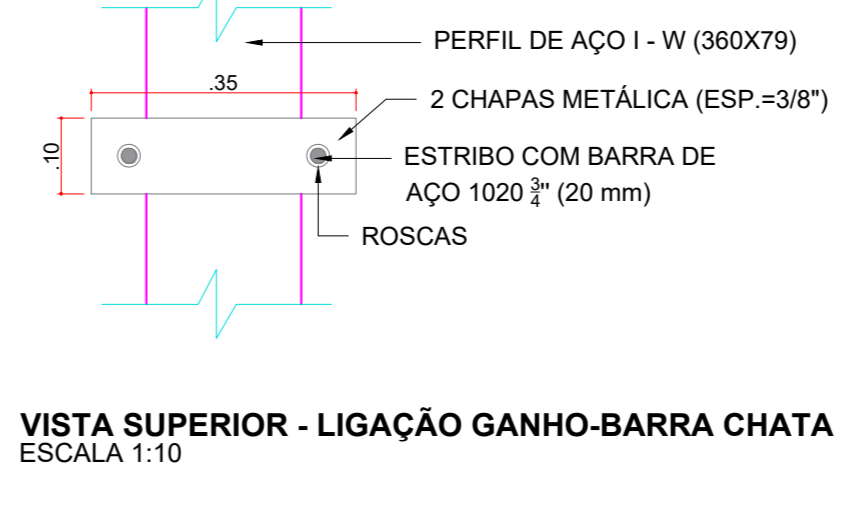 PERFIL DE AÇO I - W (360X79)
.35
2 CHAPAS METÁLICA (ESP.=3/8")
.10
ESTRIBO COM BARRA DE
AÇO 1020 3/4" (20 mm)
ROSCAS
VISTA SUPERIOR - LIGAÇÃO GANHO-BARRA CHATA
ESCALA 1:10